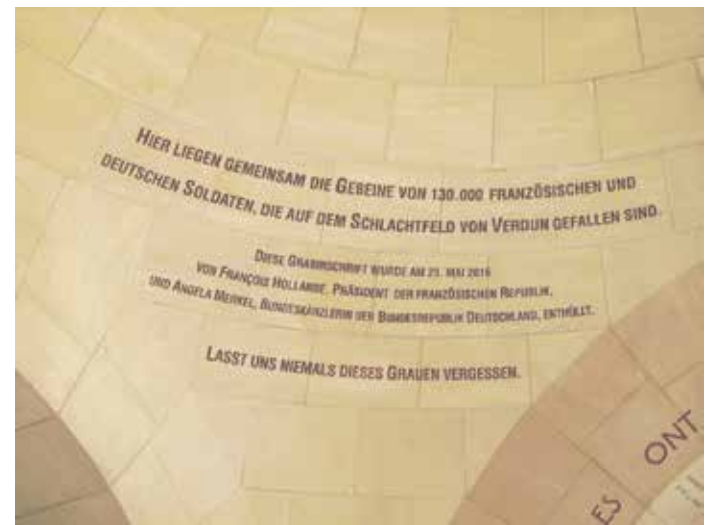 HIER LIEGEN GEMEINSAM DIE GEBEINE VON 130.000 FRANZÖSISCHEN UND
DEUTSCHEN SOLDATEN, DIE AUF DEM SCHLACHTFELD VON VERDUN GEFALLEN SIND.
DIESE GRABINSCHRIFT WURDE AM 29. MAI 2016
VON FRANÇOIS HOLLANDE, PRÄSIDENT DER FRANZÖSISCHEN REPUBLIK,
UND ANGELA MERKEL, BUNDESKANZLERIN DER BUNDESREPUBLIK DEUTSCHLAND, ENTHÜLLT.
LASST UNS NIEMALS DIESES GRAUEN VERGESSEN.
ES ONT